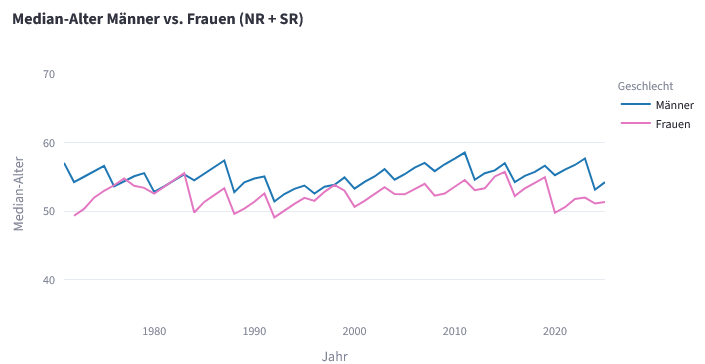 Median-Alter Männer vs. Frauen (NR + SR)
70
60
50
40
Median-Alter
1980
1990
2000
2010
2020
Jahr
Geschlecht
Männer
Frauen